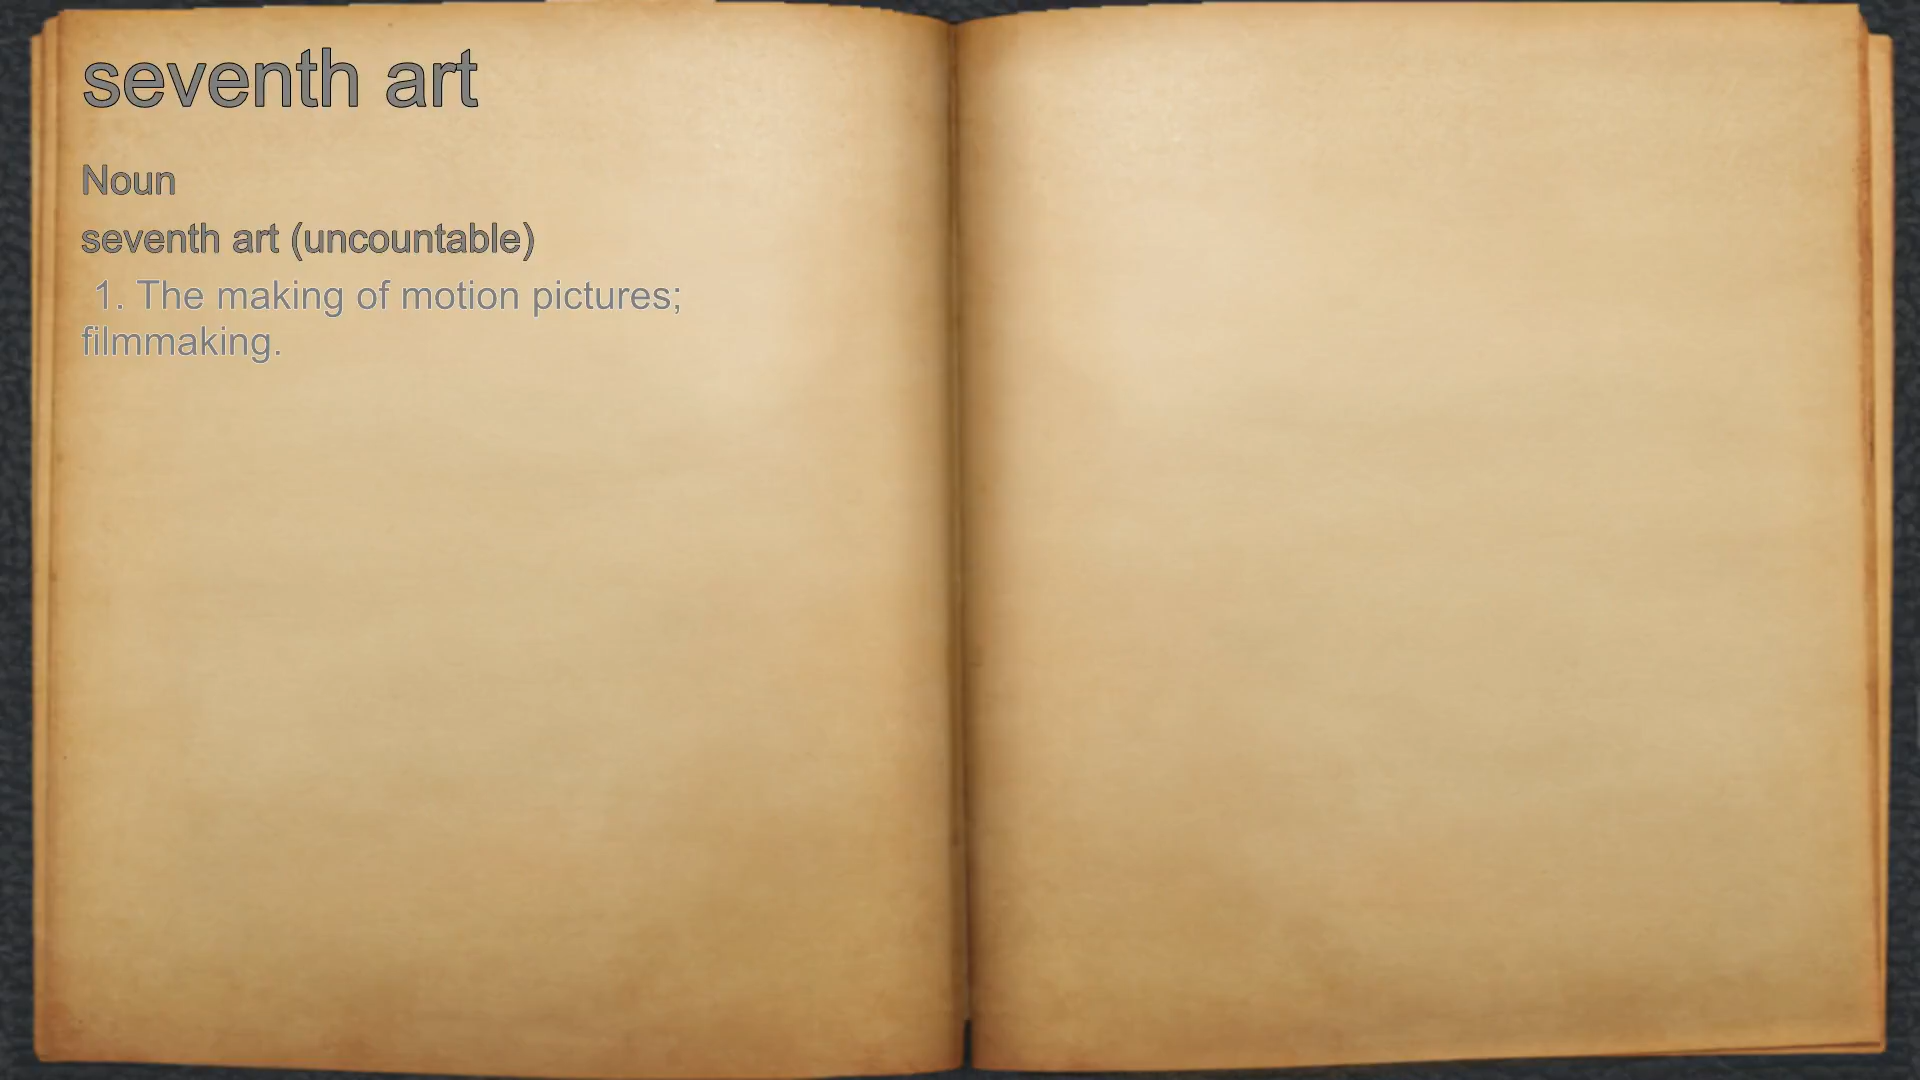 seventh art
Noun
seventh art (uncountable)
1. The making of motion pictures;
filmmaking.